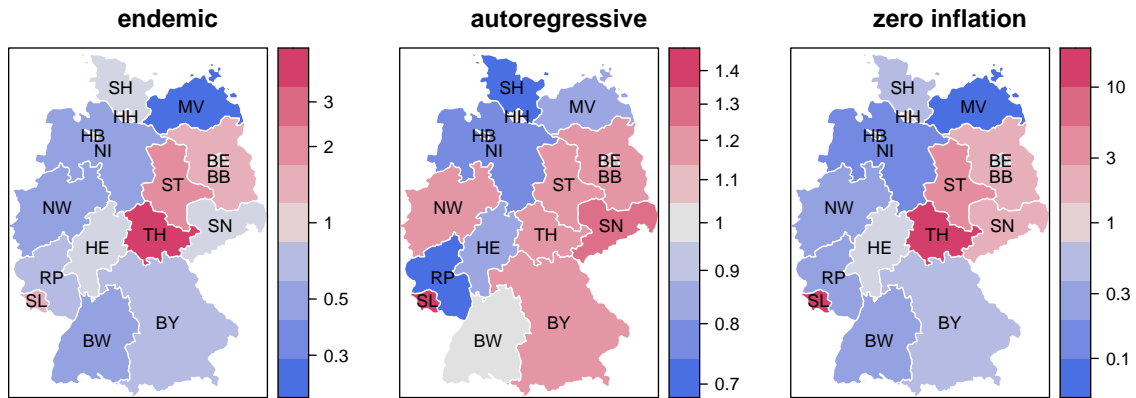 endemic
SH
HH
MV
HB
NI
BE
BB
ST
NW
TH
SN
HE
RP
SL
BW
BY
3
2
1
0.5
0.3
autoregressive
SH
HH
MV
HB
NI
BE
BB
ST
NW
TH
SN
HE
RP
SL
BW
BY
1.4
1.3
1.2
1.1
1
0.9
0.8
0.7
zero inflation
SH
HH
MV
HB
NI
BE
BB
ST
NW
TH
SN
HE
RP
SL
BW
BY
10
3
1
0.3
0.1